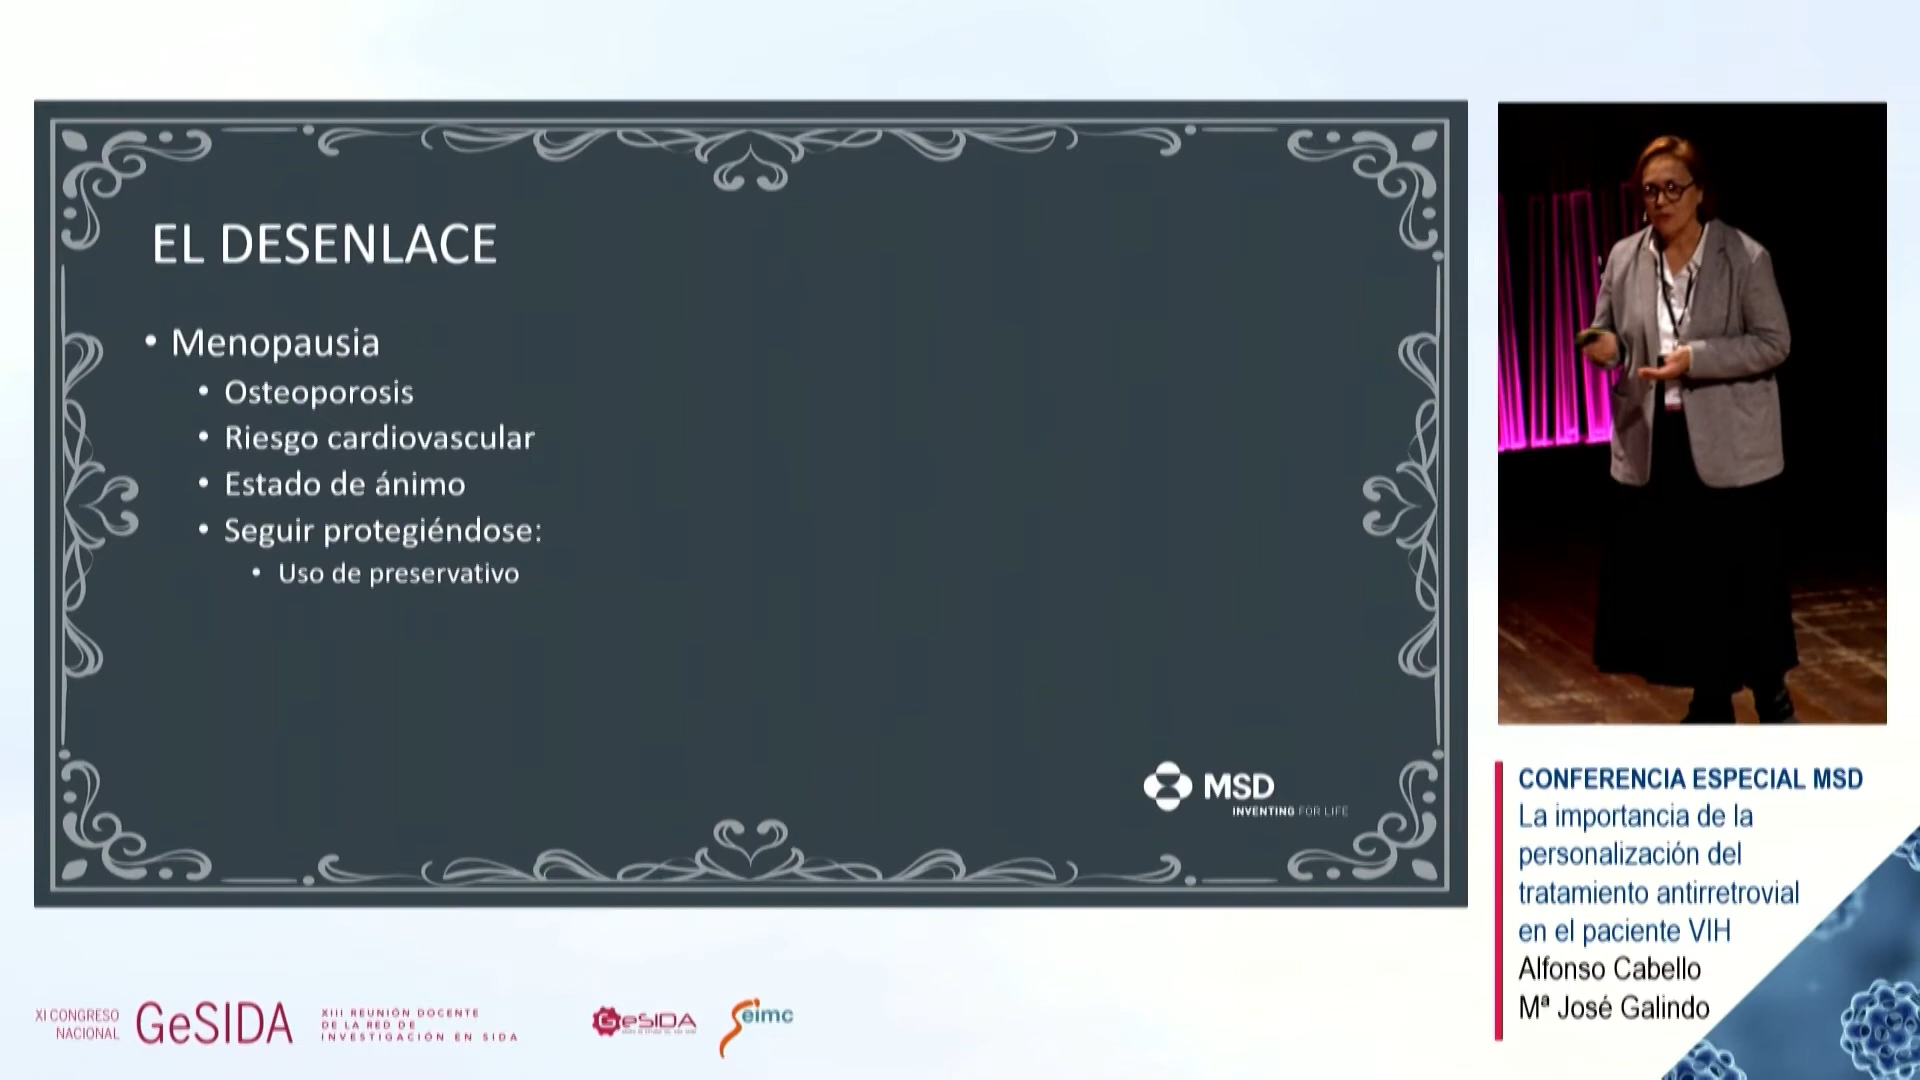 EL DESENLACE
• Menopausia
• Osteoporosis
• Riesgo cardiovascular
• Estado de ánimo
• Seguir protegiéndose:
• Uso de preservativo
MSD
INVENTING FOR LIFE
CONFERENCIA ESPECIAL MSD
La importancia de la
personalización del
tratamiento antirretrovial
en el paciente VIH
Alfonso Cabello
Mª José Galindo
XI CONGRESO
NACIONAL
GeSIDA
XIII REUNIÓN DOCENTE
DE LA RED DE
INVESTIGACIÓN EN SIDA
GeSIDA
Seimc